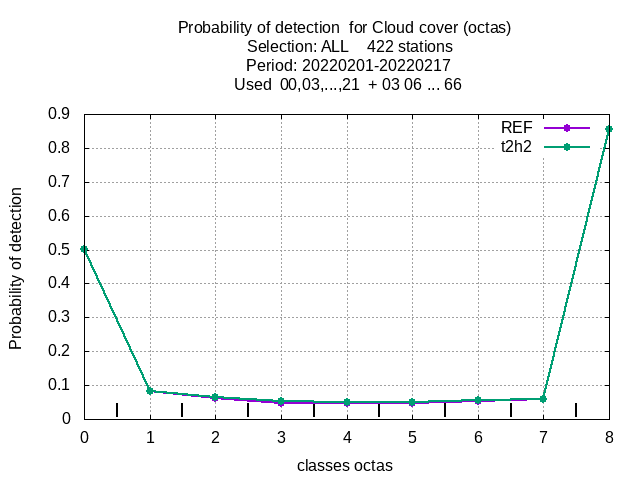 Probability of detection  for Cloud cover (octas)
Selection: ALL    422 stations
Period: 20220201-20220217
Used  00,03,...,21  + 03 06 ... 66
REF
t2h2
Probability of detection
0.9
0.8
0.7
0.6
0.5
0.4
0.3
0.2
0.1
0
0 1 2 3 4 5 6 7 8
classes octas